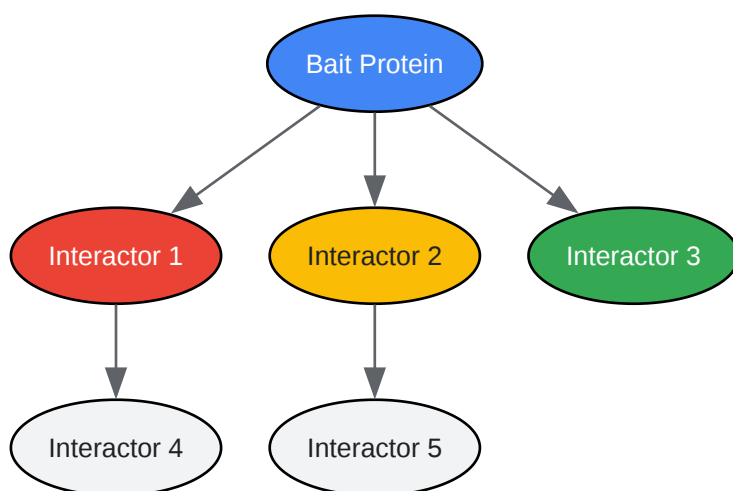 Bait Protein
Interactor 1
Interactor 2
Interactor 3
Interactor 4
Interactor 5